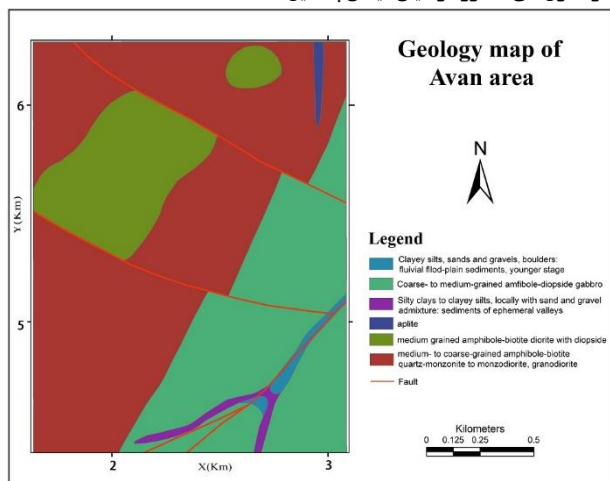 Geology map of
Avan area
N
Legend
Clayey silts, sands and gravels, boulders:
fluivial filod-plain sediments, younger stage
Coarse- to medium-grained amfibole-diopside gabbro
Silty clays to clayey silts, locally with sand and gravel
admixture: sediments of ephemeral valleys
aplite
medium grained amphibole-biotite diorite with diopside
medium- to coarse-grained amphibole-biotite
quartz-monzonite to monzodiorite, granodiorite
Fault
Kilometers
0 0.125 0.25 0.5
6
Y(Km)
5
2 X(Km) 3